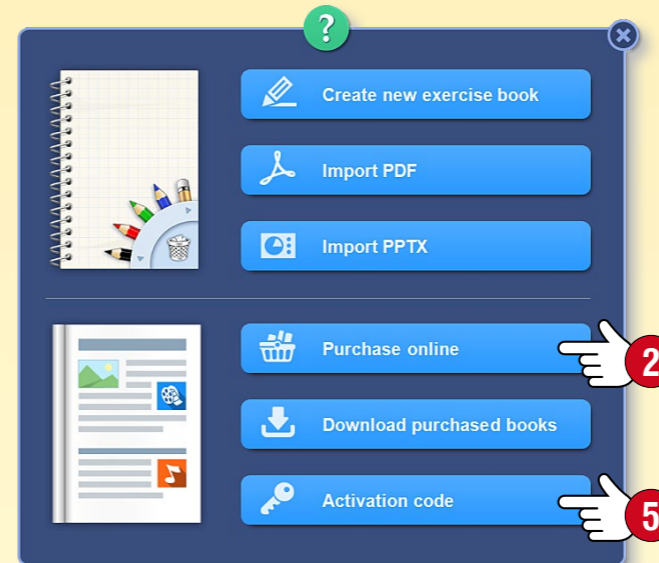 ?
Create new exercise book
Import PDF
Import PPTX
Purchase online
2
Download purchased books
Activation code
5